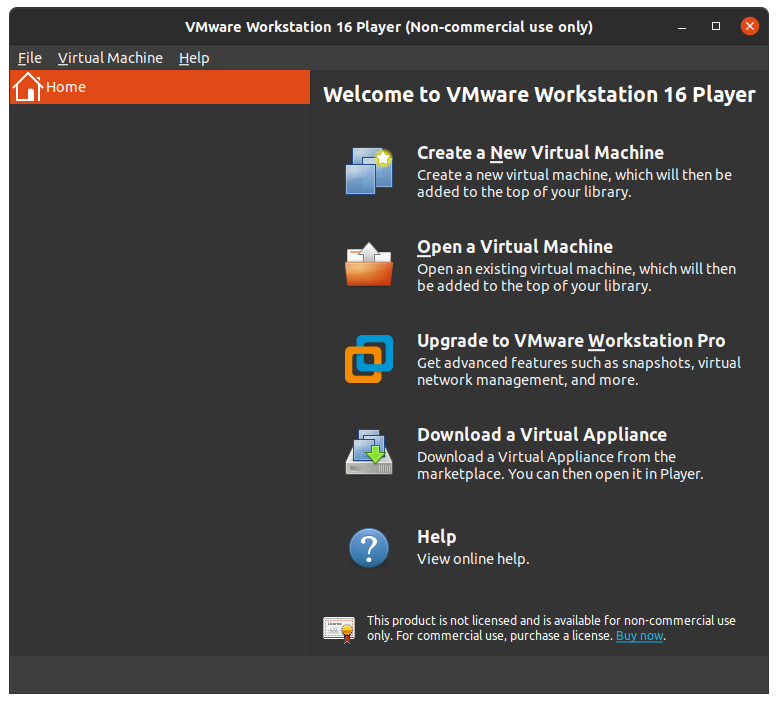 VMware Workstation 16 Player (Non-commercial use only)
File Virtual Machine Help
Home
Welcome to VMware Workstation 16 Player
Create a New Virtual Machine
Create a new virtual machine, which will then be
added to the top of your library.
Open a Virtual Machine
Open an existing virtual machine, which will then
be added to the top of your library.
Upgrade to VMware Workstation Pro
Get advanced features such as snapshots, virtual
network management, and more.
Download a Virtual Appliance
Download a Virtual Appliance from the
marketplace. You can then open it in Player.
?
Help
View online help.
This product is not licensed and is available for non-commercial use
only. For commercial use, purchase a license. Buy now.